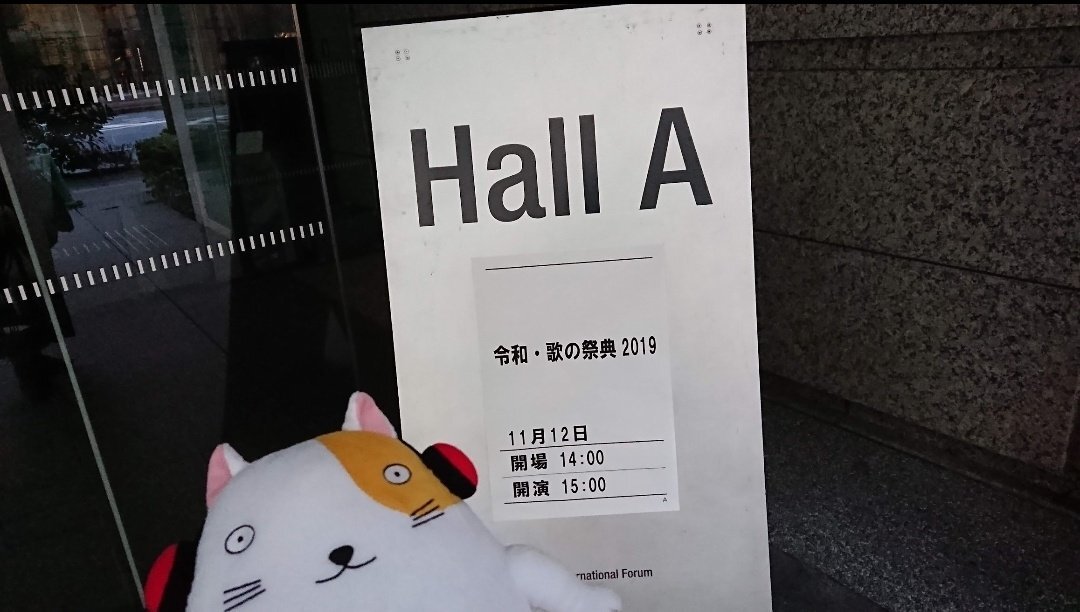 Hall A
令和・歌の祭典 2019
11月12日
開場 14:00
開演 15:00
A
rnational Forum